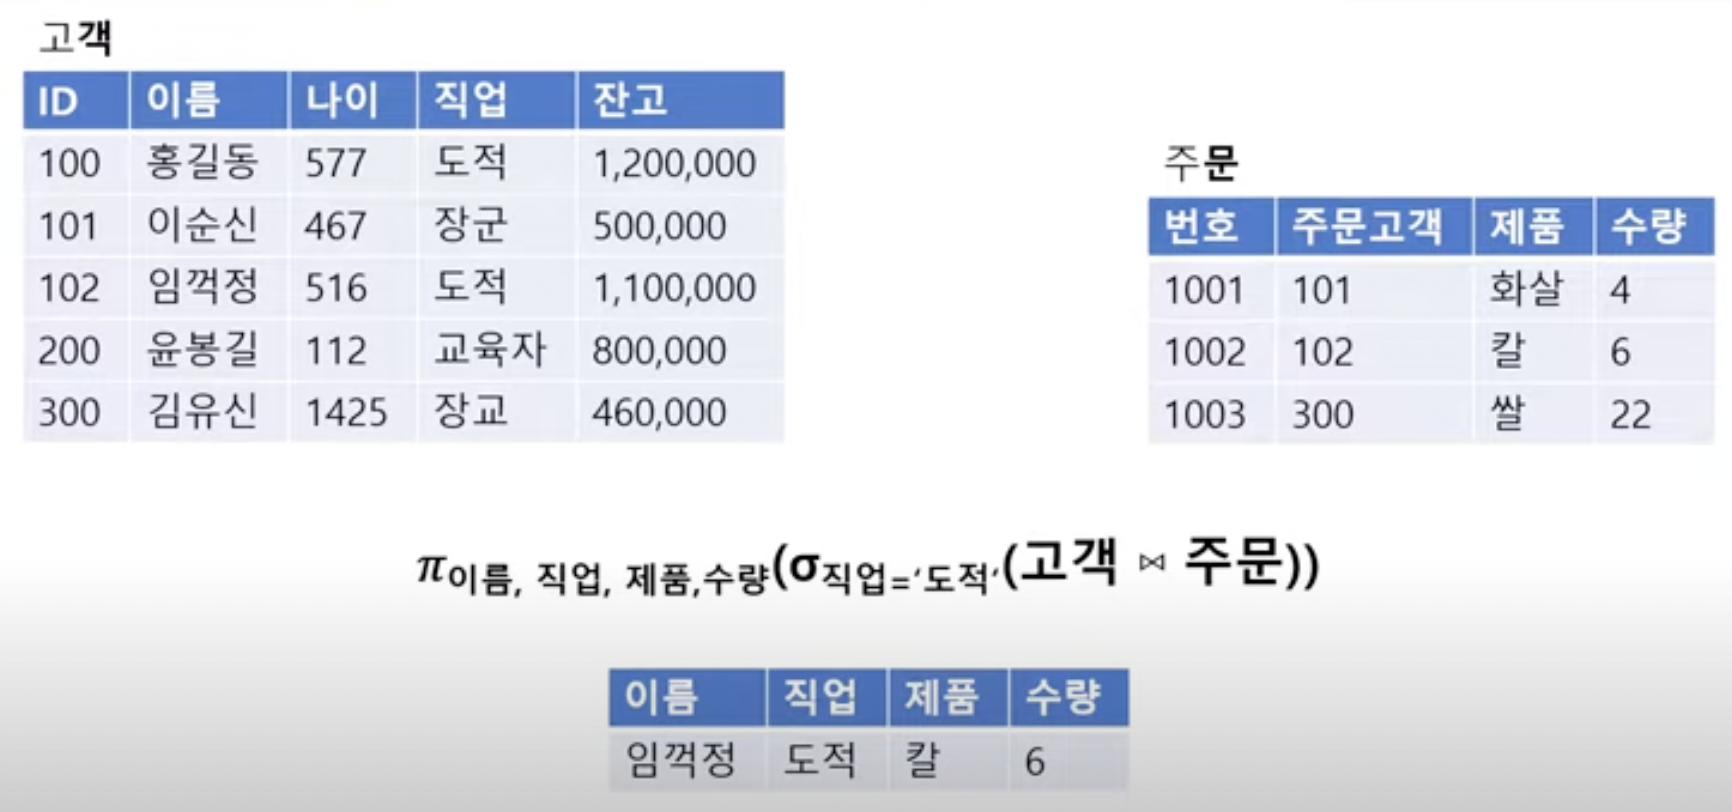 고객
ID 이름 나이 직업 잔고
100 홍길동 577 도적 1,200,000
101 이순신 467 장군 500,000
102 임꺽정 516 도적 1,100,000
200 윤봉길 112 교육자 800,000
300 김유신 1425 장교 460,000
주문
번호 주문고객 제품 수량
1001 101 화살 4
1002 102 칼 6
1003 300 쌀 22
π이름, 직업, 제품,수량(σ직업=‘도적‘(고객 ⋈ 주문))
이름 직업 제품 수량
임꺽정 도적 칼 6